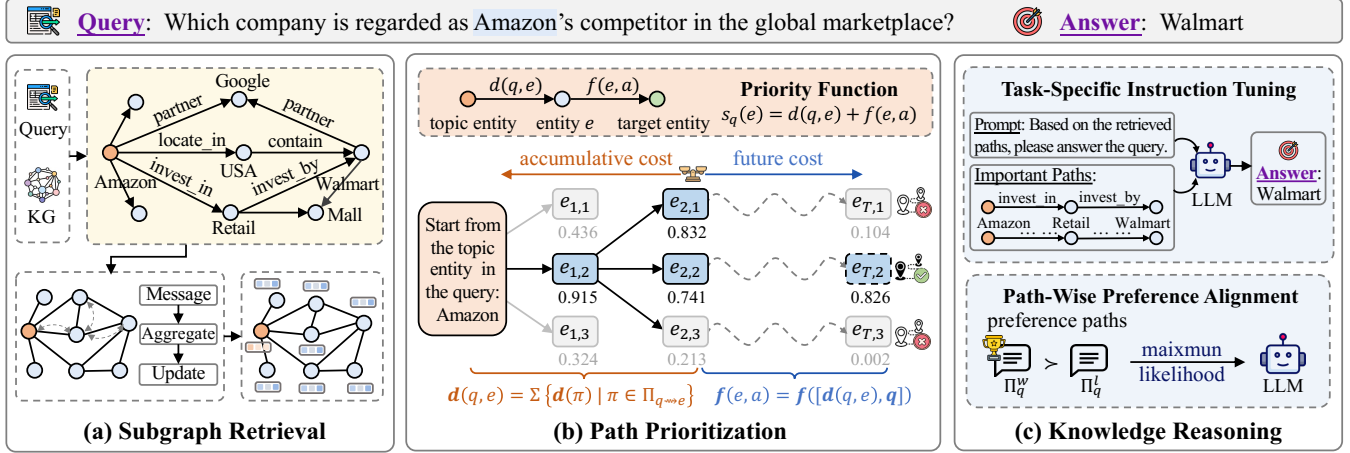 Query: Which company is regarded as Amazon's competitor in the global marketplace?
Answer: Walmart
Query
KG
Google
partner
partner
locate_in
contain
USA
Amazon
invest_in
invest_by
Walmart
Retail
Mall
Message
Aggregate
Update
(a) Subgraph Retrieval
d(q, e)
f(e, a)
topic entity
entity e
target entity
Priority Function
s_q(e) = d(q, e) + f(e, a)
accumulative cost
future cost
Start from
the topic
entity in
the query:
Amazon
e_{1,1}
0.436
e_{2,1}
0.832
e_{T,1}
0.104
e_{1,2}
0.915
e_{2,2}
0.741
e_{T,2}
0.826
e_{1,3}
0.324
e_{2,3}
0.213
e_{T,3}
0.002
d(q, e) = Σ {d(π) | π ∈ Π_{q⇝e}}
f(e, a) = f([d(q, e), q])
(b) Path Prioritization
Task-Specific Instruction Tuning
Prompt: Based on the retrieved
paths, please answer the query.
Important Paths:
invest_in
invest_by
Amazon
Retail
Walmart
... ...
... ...
LLM
Answer:
Walmart
Path-Wise Preference Alignment
preference paths
Π_q^w
≻
Π_q^l
maixmun
likelihood
LLM
(c) Knowledge Reasoning